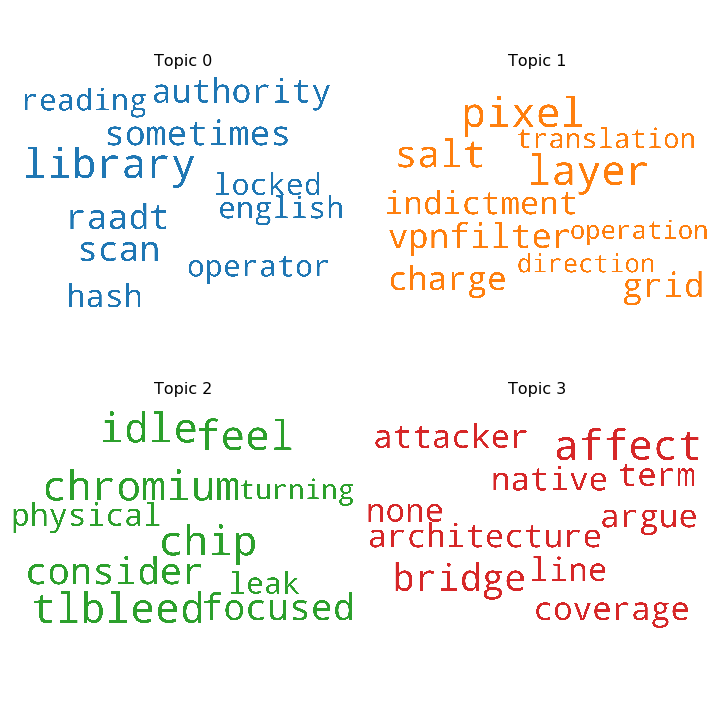 Topic 0
reading authority
sometimes
library
locked
raadt english
scan
operator
hash
Topic 1
pixel
translation
salt
layer
indictment
vpnfilter operation
direction
charge
grid
Topic 2
idle feel
chromium turning
physical
chip
consider
leak
tlbleed focused
Topic 3
attacker affect
native term
none
argue
architecture
bridge line
coverage